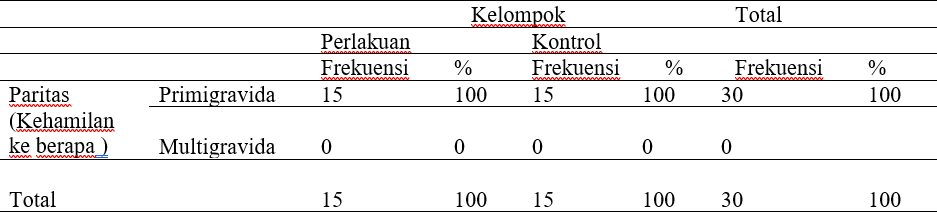 Kelompok Total
Perlakuan Kontrol
Frekuensi % Frekuensi % Frekuensi %
Paritas Primigravida 15 100 15 100 30 100
(Kehamilan
ke berapa ) Multigravida 0 0 0 0 0
Total 15 100 15 100 30 100